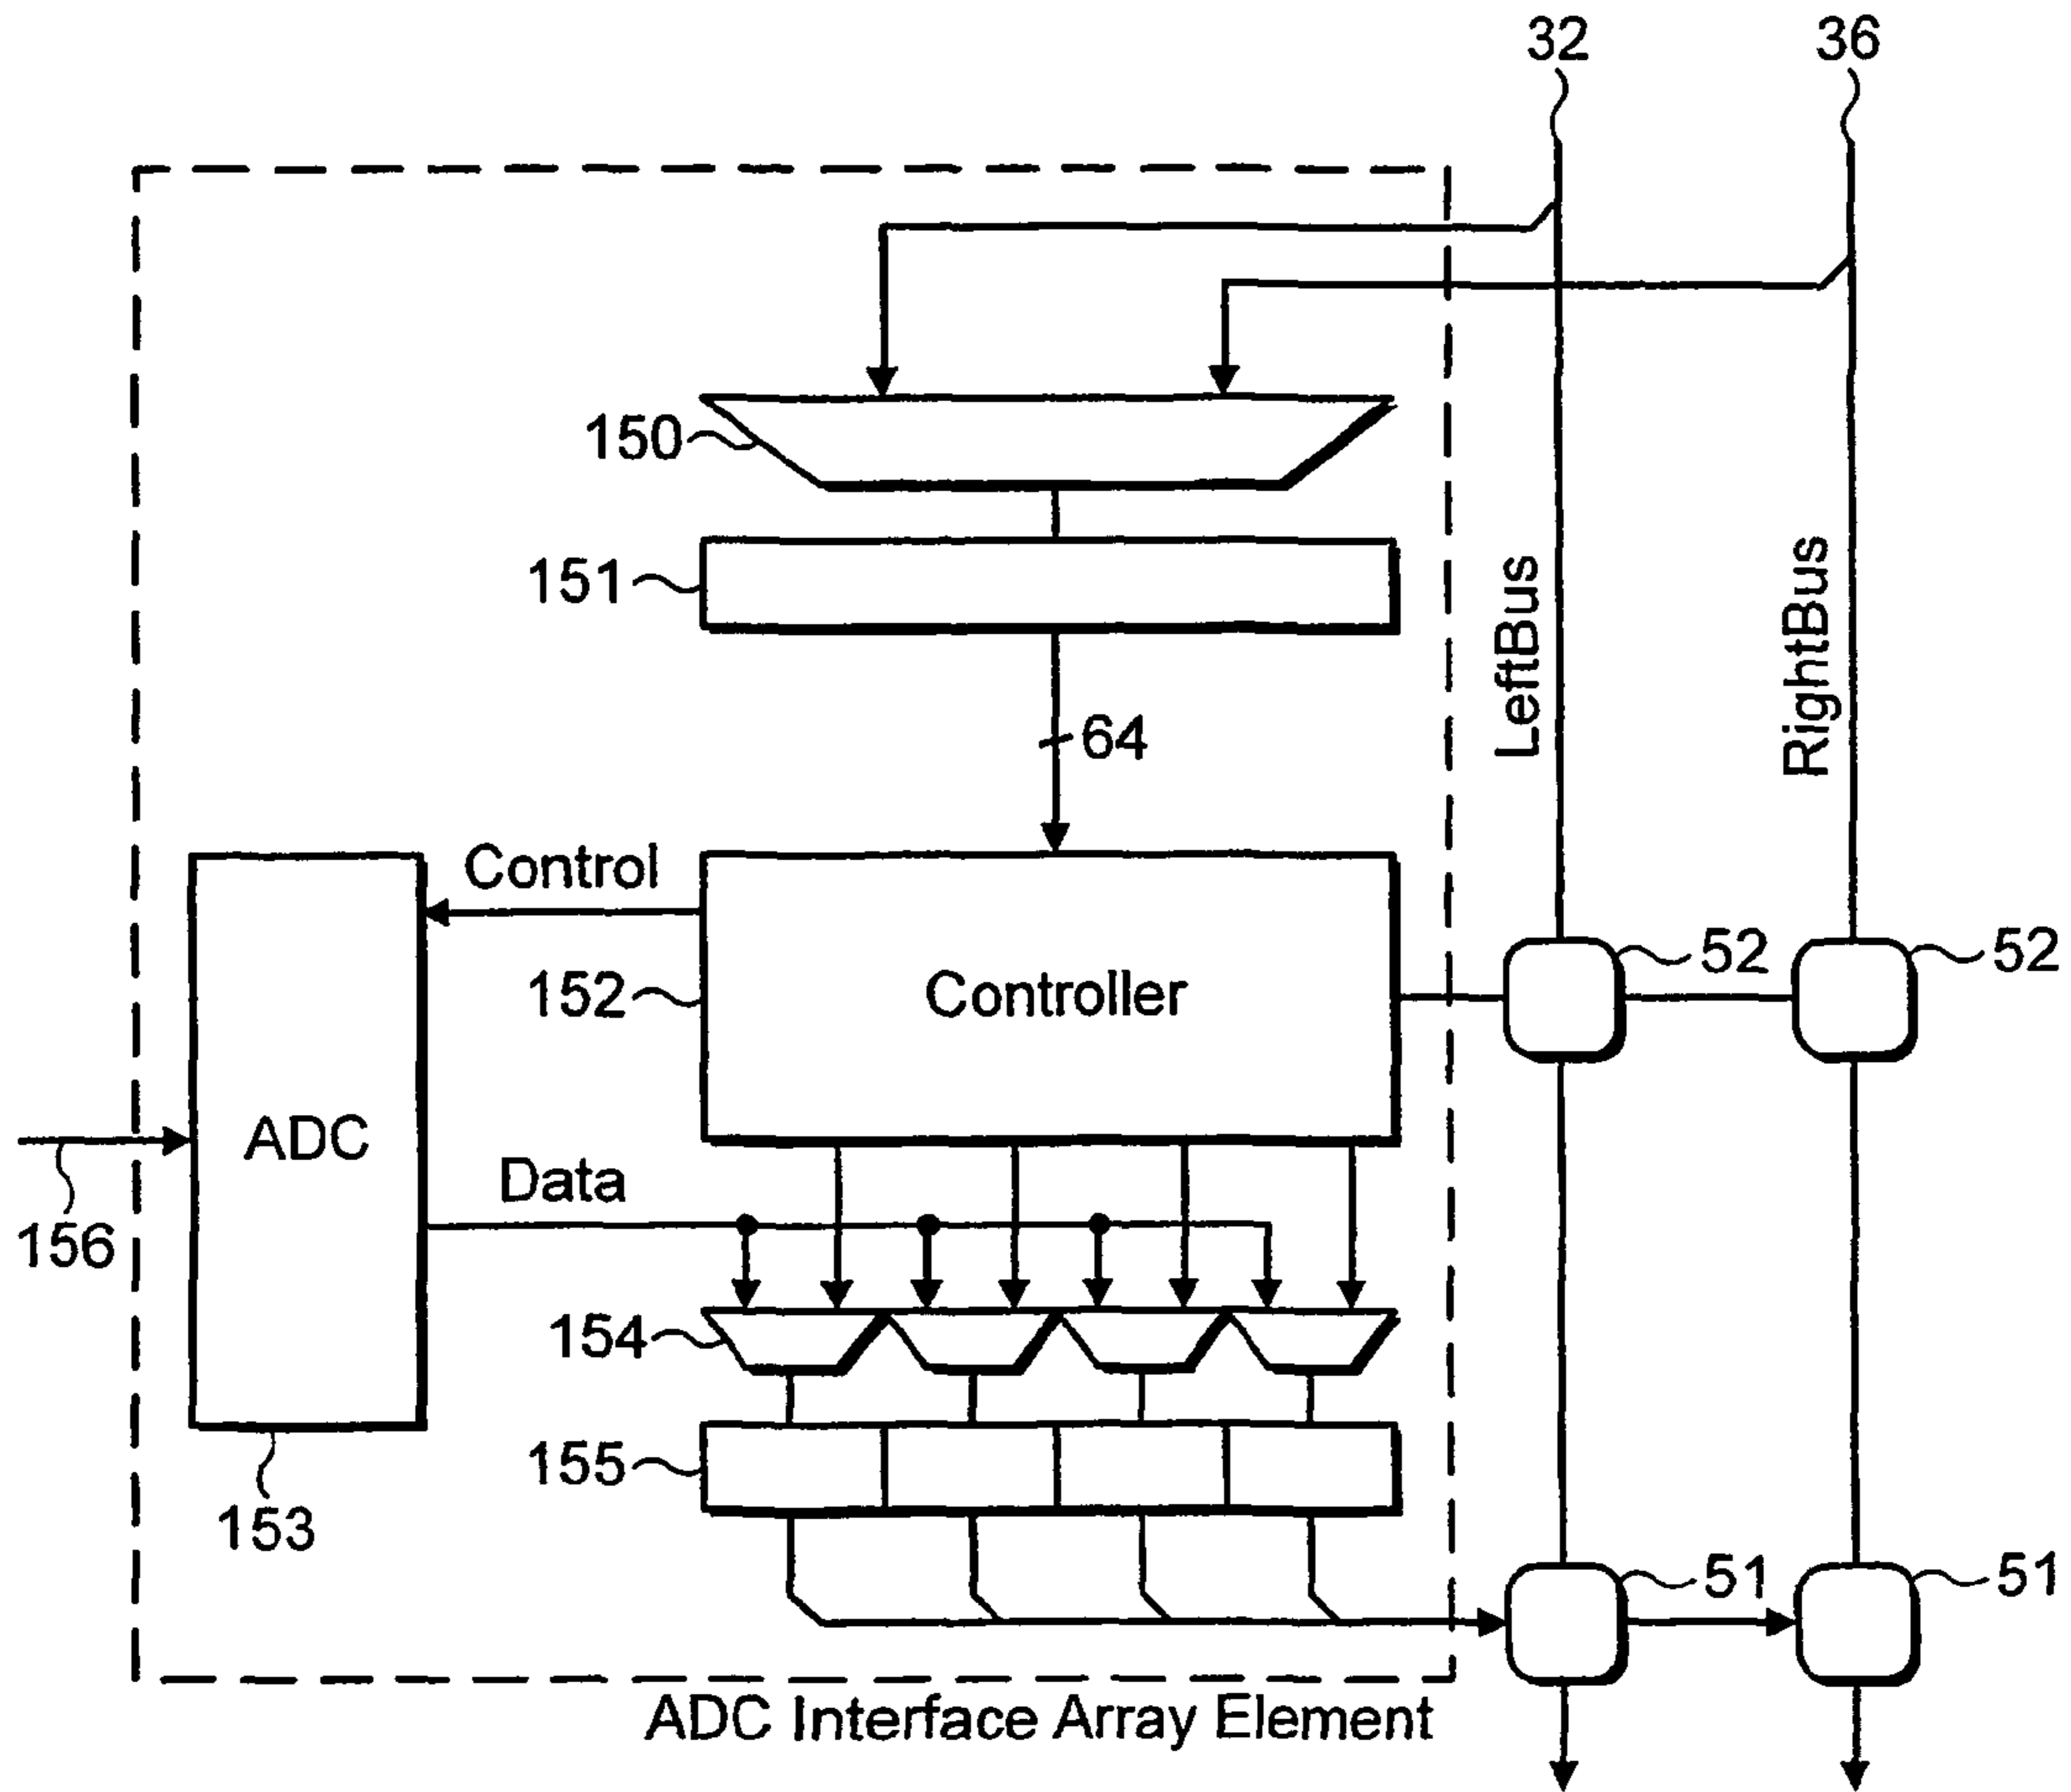 32
36
150
151
LeftBus
RightBus
64
Control
52
52
152
Controller
ADC
Data
156
154
155
153
51
51
ADC Interface Array Element